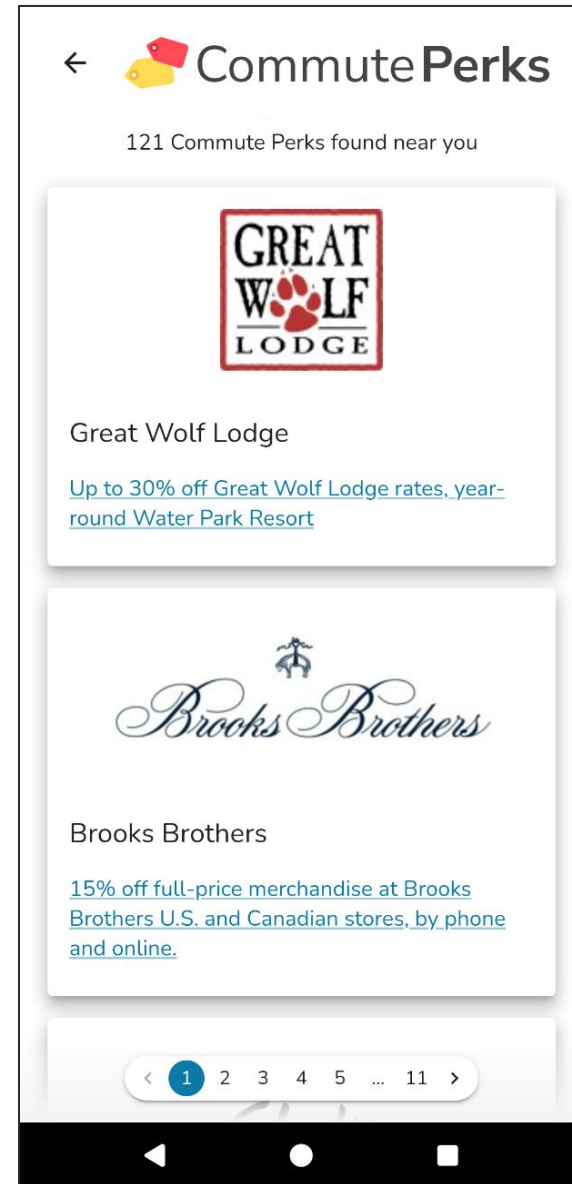 CommutePerks
121 Commute Perks found near you
GREAT
WOLF
LODGE
Great Wolf Lodge
Up to 30% off Great Wolf Lodge rates, year-
round Water Park Resort
Brooks Brothers
Brooks Brothers
15% off full-price merchandise at Brooks
Brothers U.S. and Canadian stores, by phone
and online.
1 2 3 4 5 ... 11